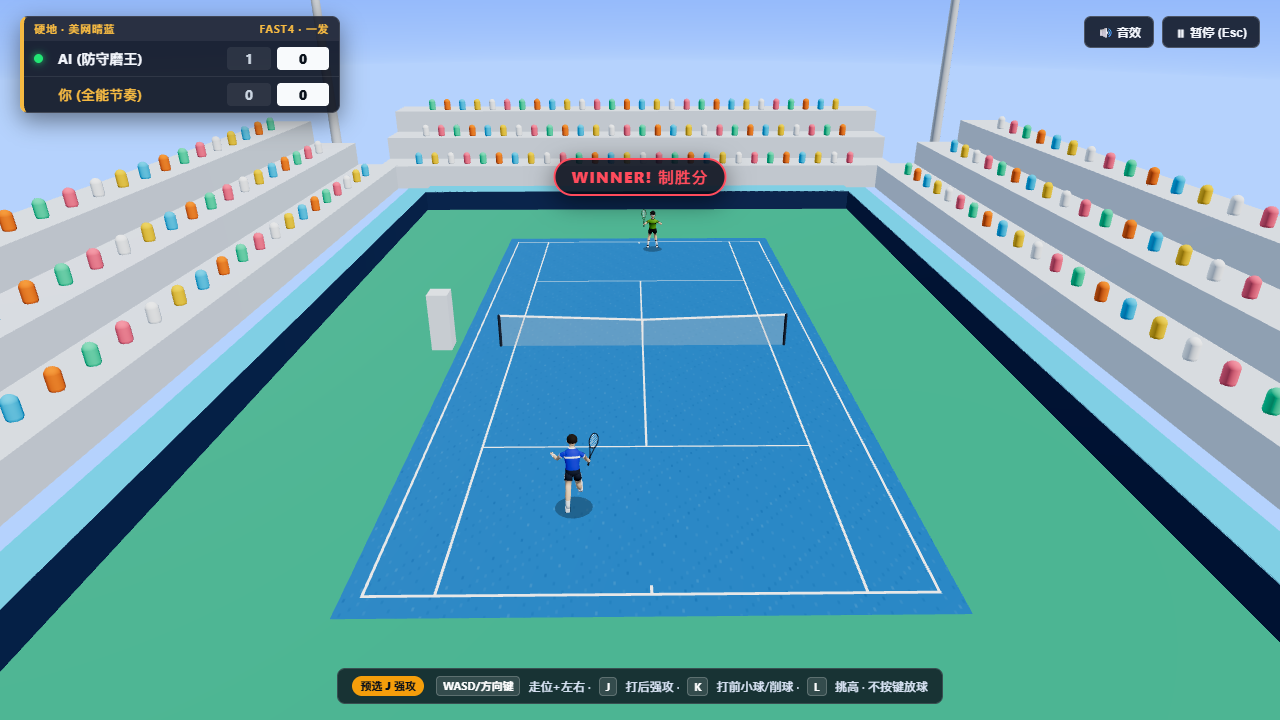 硬地 · 美网晴蓝 FAST4 · 一发
AI (防守磨王) 1 0
你 (全能节奏) 0 0
音效
暂停 (Esc)
WINNER! 制胜分
预选 J 强攻 WASD/方向键 走位+左右 · J 打后强攻 · K 打前小球/削球 · L 挑高 · 不按键放球